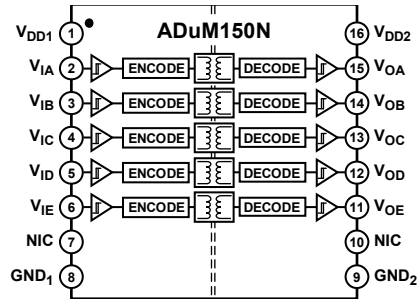 ADuM150N
VDD1 1 16 VDD2
VIA 2 ENCODE DECODE 15 VOA
VIB 3 ENCODE DECODE 14 VOB
VIC 4 ENCODE DECODE 13 VOC
VID 5 ENCODE DECODE 12 VOD
VIE 6 ENCODE DECODE 11 VOE
NIC 7 10 NIC
GND1 8 9 GND2